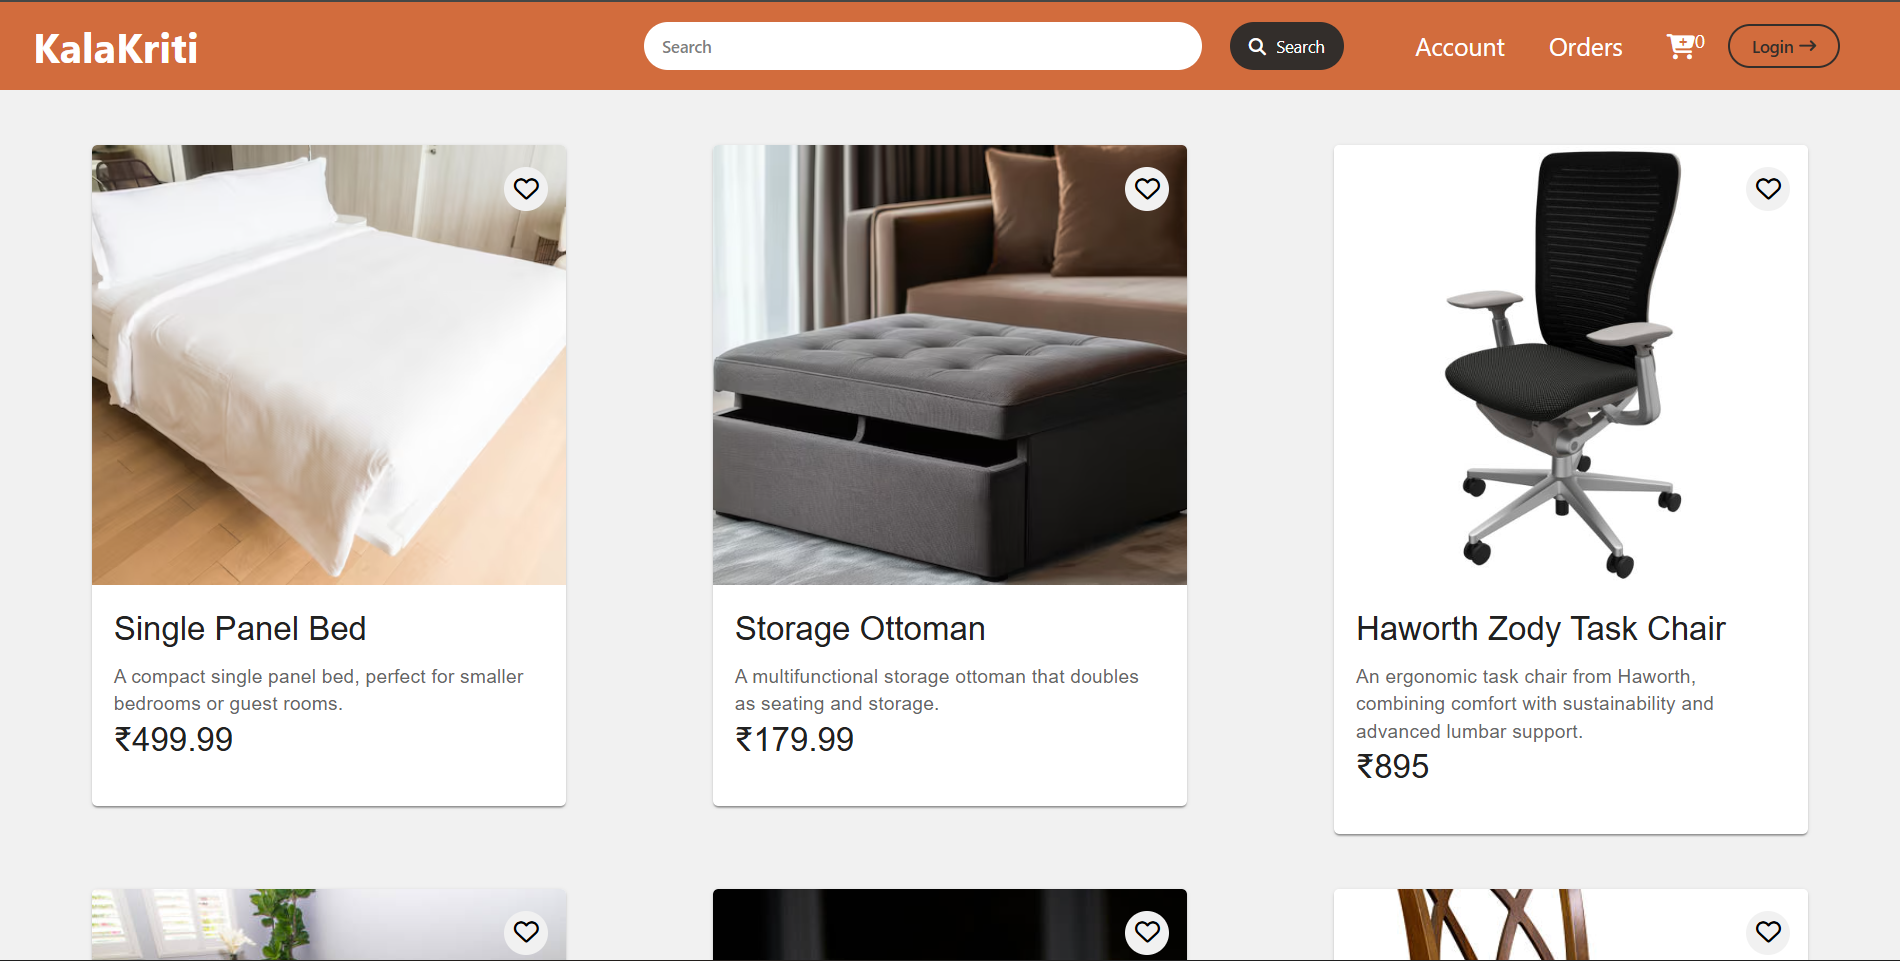 KalaKriti
Search
Search
Account
Orders
0
Login →
Single Panel Bed
A compact single panel bed, perfect for smaller
bedrooms or guest rooms.
₹499.99
Storage Ottoman
A multifunctional storage ottoman that doubles
as seating and storage.
₹179.99
Haworth Zody Task Chair
An ergonomic task chair from Haworth,
combining comfort with sustainability and
advanced lumbar support.
₹895